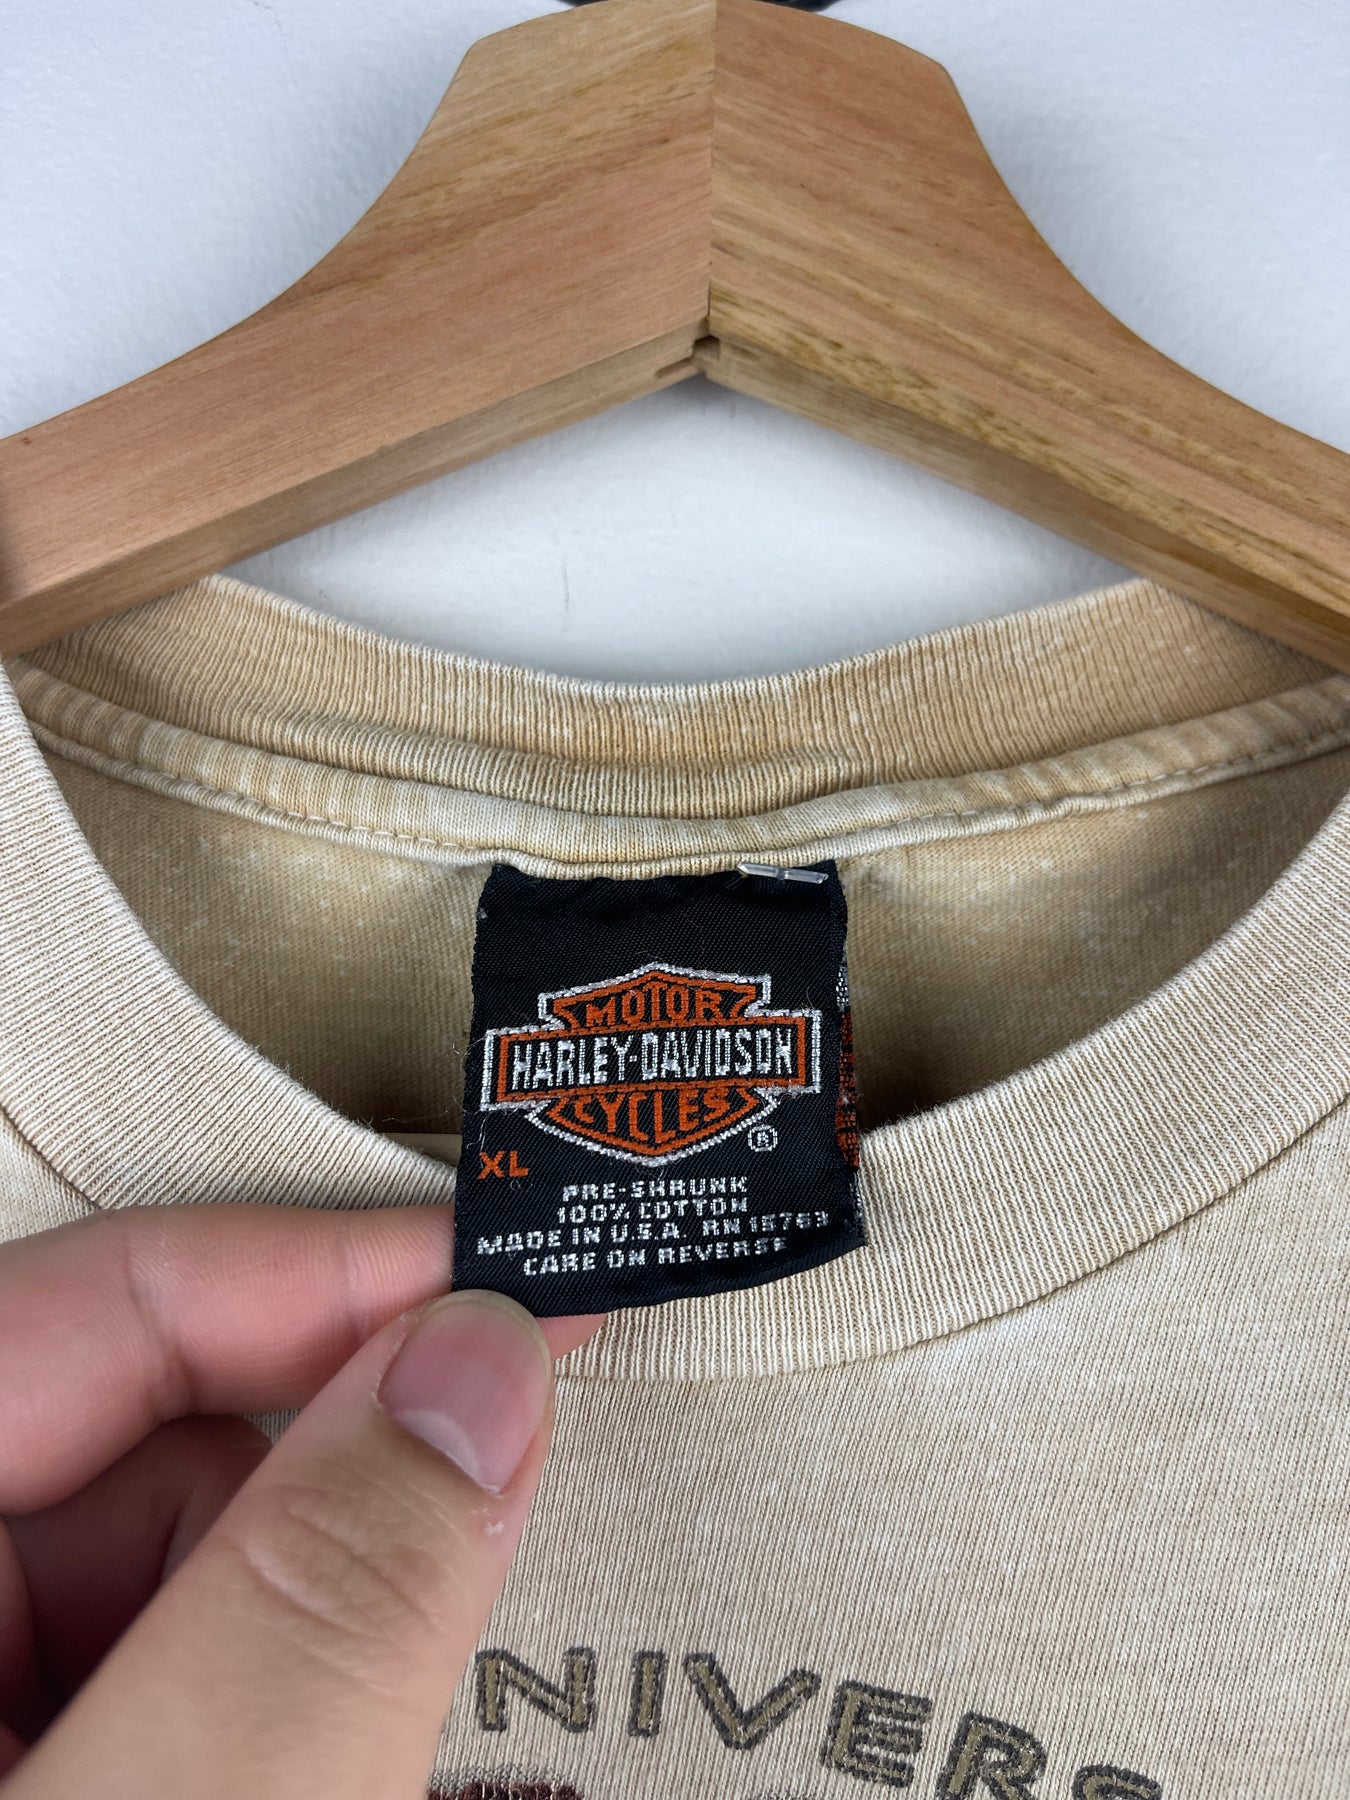 MOTOR
HARLEY-DAVIDSON
CYCLES
®
XL
PRE-SHRUNK
100% COTTON
MADE IN U.S.A RN 15763
CARE ON REVERSE
NIVERS